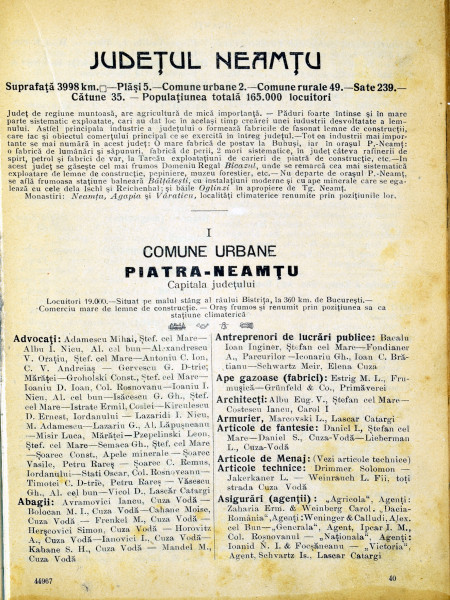 JUDEȚUL NEAMȚU
Suprafață 3998 km.□—Plăși 5.—Comune urbane 2.—Comune rurale 49.—Sate 239.—
Cătune 35. — Populațiunea totală 165.000 locuitori
Județ de regiune muntoasă, are agricultură de mică importanță. — Păduri foarte întinse și în mare
parte sistematic exploatate, cari au dat loc în același timp creărei unei industrii desvoltate a lem-
nului. Astfel principala industrie a județului o formează fabricile de fasonat lemne de construcții,
care fac și obiectul comerțului principal ce se exercită în întreg județul.—Tot ca industrii mai impor-
tante se mai numără în acest județ: O mare fabrică de postav la Buhuși, iar în orașul P.-Neamț:
o fabrică de lumânări și săpunuri, fabrică de perii, 2 mori sistematice, în județ câteva rafinerii de
spirt, petrol și fabrici de var, la Tarcău exploatațiuni de carieri de piatră de construcție, etc.—In
acest județ se găsește cel mai frumos Domeniu Regal Bicazul, unde se remarcă cea mai sistematică
exploatare de lemne de construcție, pepiniere, muzeu forestier, etc.—Nu departe de orașul P.-Neamț,
se află frumoasa stațiune balneară Bălțătești, cu instalațiuni moderne și cu ape minerale care se ega-
lează cu cele dela Ischl și Reichenhal; și băile Oglinzi în apropiere de Tg. Neamț.
Monastiri: Neamțu, Agapia și Văraticu, localități climaterice renumite prin pozițiunile lor.
I
COMUNE URBANE
PIATRA-NEAMȚU
Capitala județului
Locuitori 19.000.—Situat pe malul stâng al râului Bistrița, la 360 km. de București.—
Comerciu mare de lemne de construcție. — Oraș frumos și renumit prin pozițiunea sa ca
stațiune climaterică
Advocați: Adamescu Mihai, Ștef. cel Mare—
Albu I. Nicu, Al. cel bun —Alexandrescu
V. Orațiu, Ștef. cel Mare—Antoniu C. Ion,
C. V. Andreiaș — Gervescu G. D-trie;
Mărăței—Groholski Const., Ștef. cel Mare—
Ioaniu D. Ioan, Col. Rosnovanu—Ioaniu I.
Nicu, Al. cel bun—Isăcescu G. Gh., Ștef.
cel Mare—Istrate Ermil, Coslei—Kirculescu
D. Ernest, Iordanului — Lazaridi I. Nicu,
M. Adamescu—Lazariu G., Al. Lăpușneanu
—Misir Luca, Mărăței—Pzepelinski Leon,
Ștef. cel Mare—Semaca Gh., Ștef. cel Mare
—Șoarec Const., Apele minerale —Șoarec
Vasile, Petru Rareș — Șoarec C. Remus,
Iordanului—Stati Oscar, Col. Rosnovanu—
Timotei C. D-trie, Petru Rareș — Văsescu
Gh., Al. cel bun—Virol D., Lascăr Catargi
Abagii: Avramovici Iancu, Cuza Vodă —
Bolocan M. I., Cuza Vodă—Cahane Moise,
Cuza Vodă — Frenkel M., Cuza Vodă —
Herșcovici Simon, Cuza Vodă — Horovitz
A., Cuza Vodă—Ianovici L., Cuza Vodă—
Kabane S. H., Cuza Vodă — Mandel M.,
Cuza Vodă
Antreprenori de lucrări publice: Bacalu
Ioan Inginer, Ștefan cel Mare—Fondianer
A., Parcurilor —Iconariu Gh., Ioan C. Bră-
tianu—Schwartz Meir, Elena Cuza
Ape gazoase (fabrici): Estrig M. L., Fru-
mușică—Grünfeld & Co., Primăverei
Architecți: Albu Eug. V., Ștefan cel Mare—
Costescu Iancu, Carol I
Armurier, Marcovski L., Lascar Catargi
Articole de fantesie: Daniel I., Ștefan cel
Mare—Daniel S., Cuza-Vodă—Lieberman
L., Cuza-Vodă
Articole de Menaj: (Vezi articole technice)
Articole technice: Drimmer Solomon —
Jakerkaner L. — Weinrauch L. Fii, toți
strada Cuza Vodă
Asigurări (agenții): „Agricola”, Agenți:
Zaharia Erm. & Weinberg Carol. „Dacia-
România” Agenți: Weninger & Calludi, Alex.
cel Bun—„Generala”, Agent, Ipcar J. M.,
Col. Rosnovanu — „Națională”. Agenți:
Ioanid N. I. & Focșăneanu — „Victoria”,
Agent, Schvartz Is., Lascar Catargi
44967
40